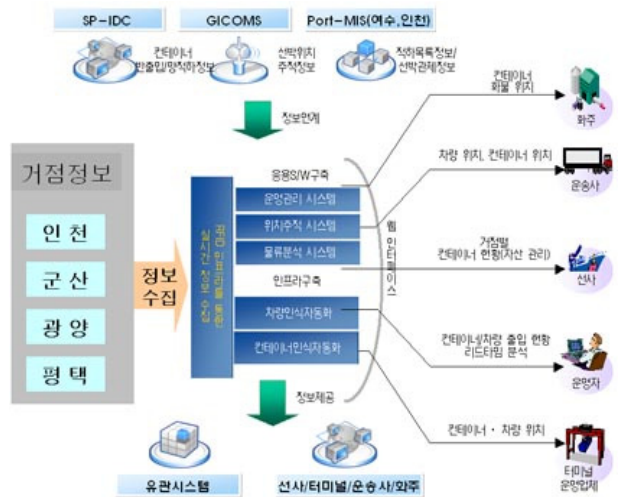 SP-IDC
GICOMS
Port-MIS(여수,인천)
컨테이너
반출입/양적하정보
선박위치
추적정보
적하목록정보/
선박관제정보
정보연계
거점정보
인천
군산
광양
평택
정보
수집
실시간 정보 수집
응용S/W구축
운영관리 시스템
위치추적 시스템
물류분석 시스템
인프라구축
차량인식자동화
컨테이너인식자동화
웹 인터페이스
컨테이너
화물 위치
화주
차량 위치, 컨테이너 위치
운송사
거점별
컨테이너 현황(자산 관리)
선사
컨테이너/차량 출입 현황
리드타임 분석
운영자
컨테이너 · 차량 위치
터미널
운영업체
정보제공
유관시스템
선사/터미널/운송사/화주